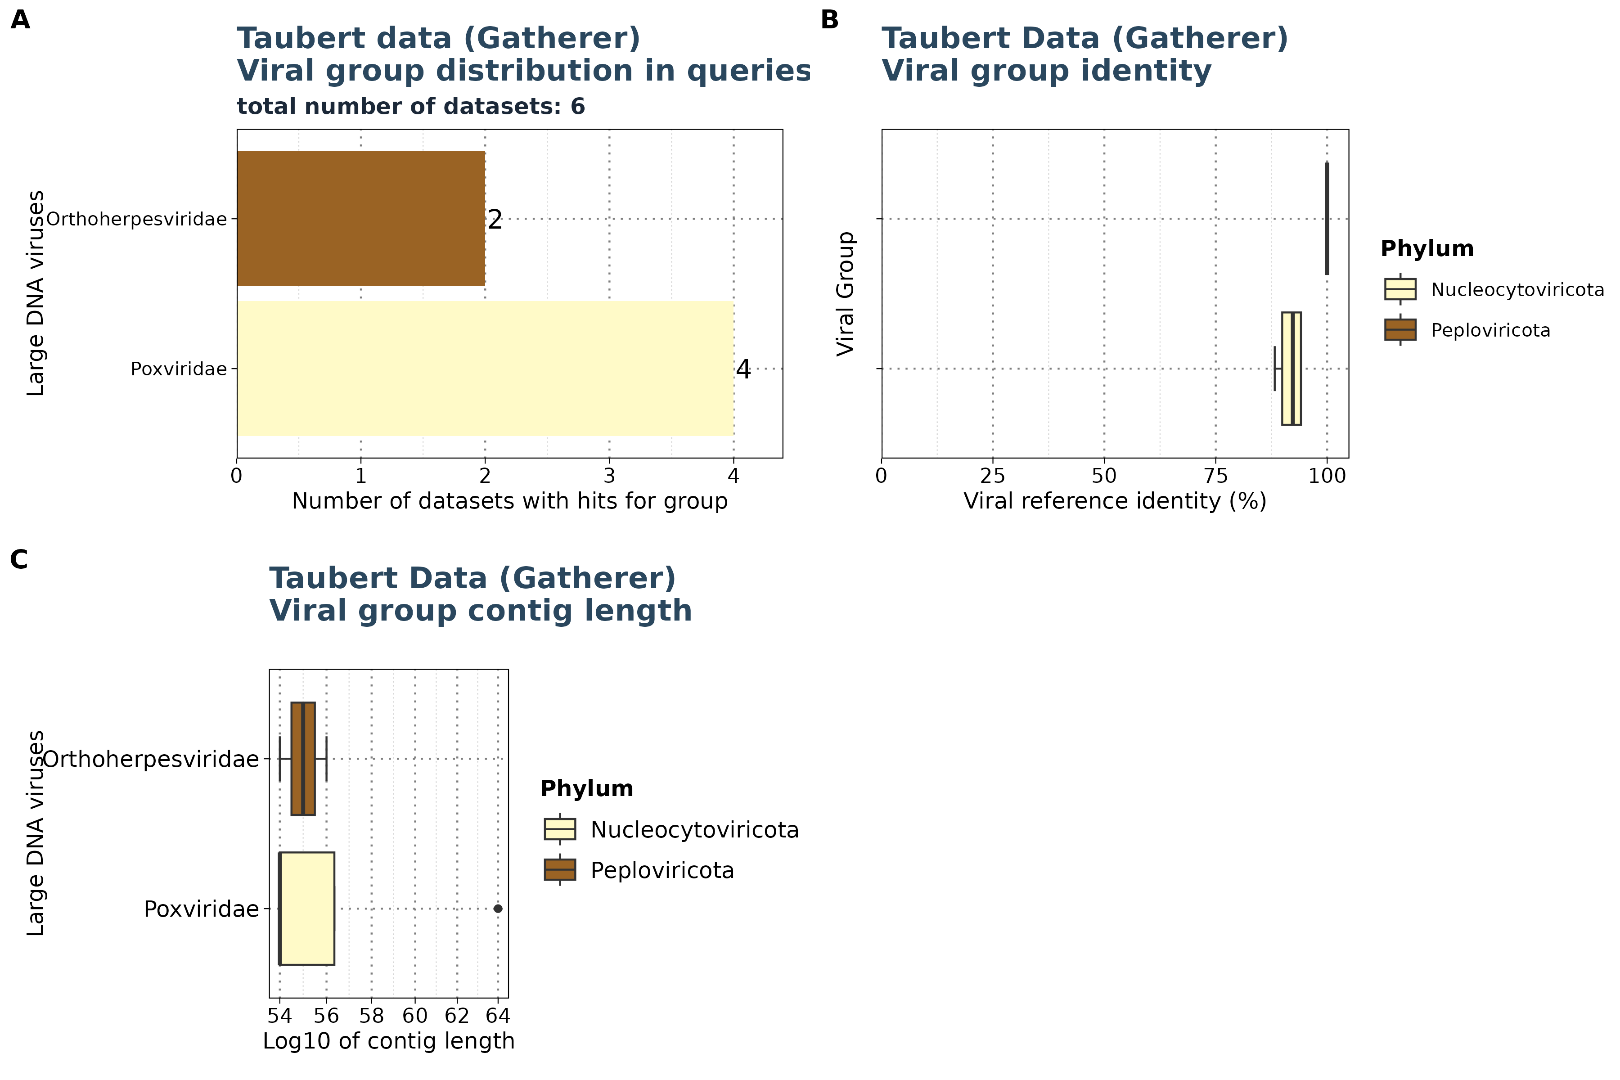 A
Taubert data (Gatherer)
Viral group distribution in queries
total number of datasets: 6
Large DNA viruses
Orthoherpesviridae
2
Poxviridae
4
0 1 2 3 4
Number of datasets with hits for group
B
Taubert Data (Gatherer)
Viral group identity
Viral Group
0 25 50 75 100
Viral reference identity (%)
Phylum
Nucleocytoviricota
Peploviricota
C
Taubert Data (Gatherer)
Viral group contig length
Large DNA viruses
Orthoherpesviridae
Poxviridae
54 56 58 60 62 64
Log10 of contig length
Phylum
Nucleocytoviricota
Peploviricota